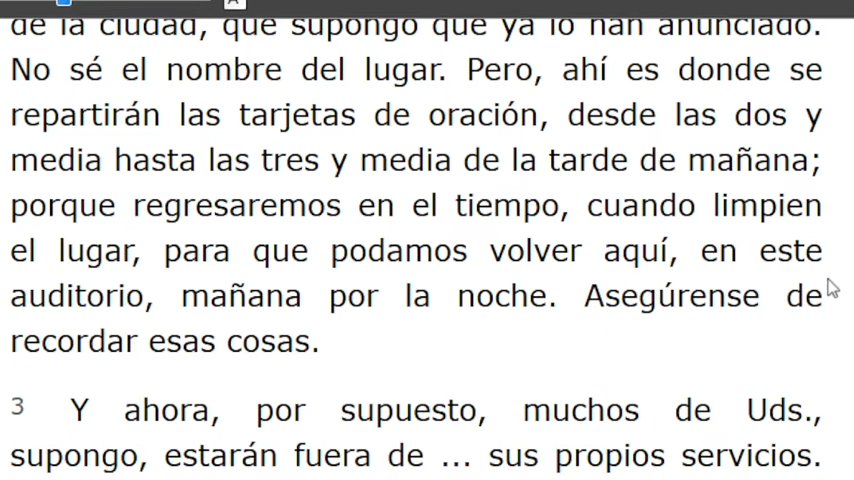 de la ciudad, que supongo que ya lo han anunciado.
No sé el nombre del lugar. Pero, ahí es donde se
repartirán las tarjetas de oración, desde las dos y
media hasta las tres y media de la tarde de mañana;
porque regresaremos en el tiempo, cuando limpien
el lugar, para que podamos volver aquí, en este
auditorio, mañana por la noche. Asegúrense de
recordar esas cosas.
3 Y ahora, por supuesto, muchos de Uds.,
supongo, estarán fuera de ... sus propios servicios.